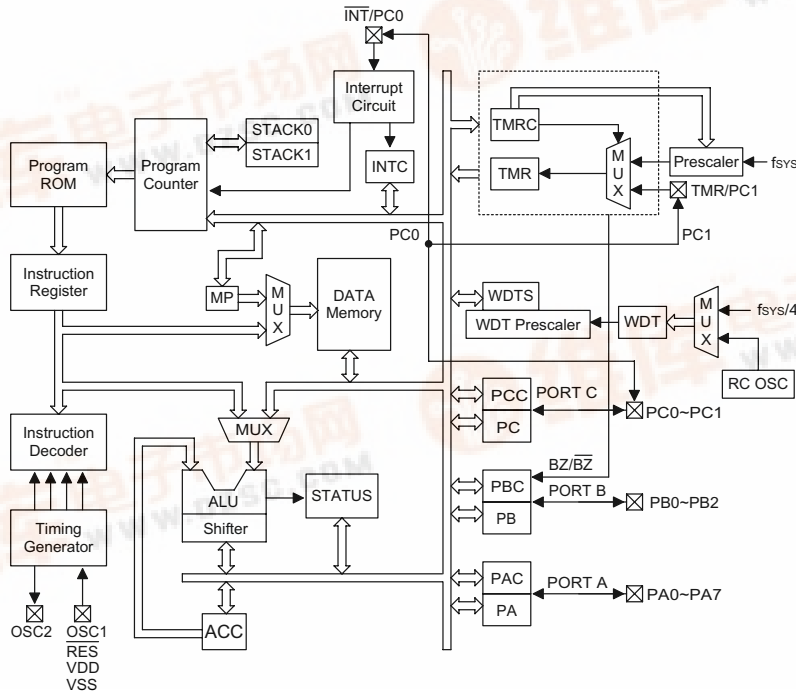 I̅N̅T̅/PC0
Interrupt
Circuit
STACK0
STACK1
INTC
Program
ROM
Program
Counter
TMRC
TMR
M
U
X
Prescaler
fSYS
TMR/PC1
PC0
PC1
Instruction
Register
MP
M
U
X
DATA
Memory
WDTS
WDT Prescaler
WDT
M
U
X
fSYS/4
RC OSC
PCC
PC
PORT C
PC0~PC1
MUX
Instruction
Decoder
ALU
Shifter
STATUS
BZ/B̅Z̅
PBC
PB
PORT B
PB0~PB2
Timing
Generator
PAC
PA
PORT A
PA0~PA7
ACC
OSC2
OSC1
R̅E̅S̅
VDD
VSS